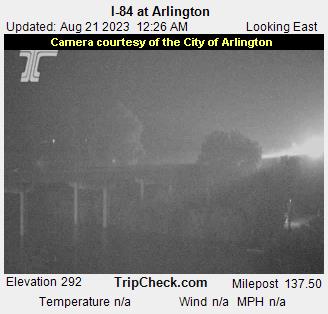 I-84 at Arlington
Updated: Aug 21 2023 12:26 AM Looking East
Camera courtesy of the City of Arlington
Elevation 292 TripCheck.com Milepost 137.50
Temperature n/a Wind n/a MPH n/a